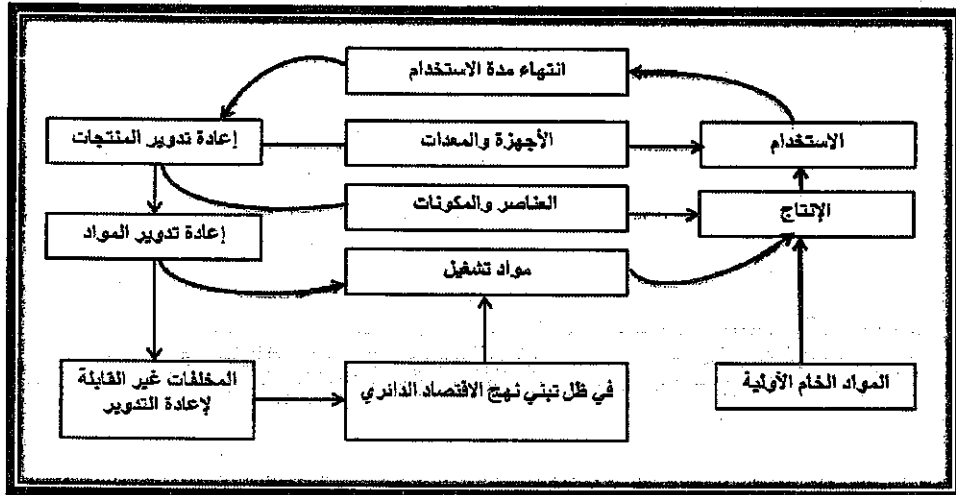 انتهاء مدة الاستخدام
الاستخدام
الأجهزة والمعدات
إعادة تدوير المنتجات
الإنتاج
العناصر والمكونات
إعادة تدوير المواد
مواد تشغيل
المواد الخام الأولية
في ظل تبني نهج الاقتصاد الدائري
المخلفات غير القابلة
لإعادة التدوير